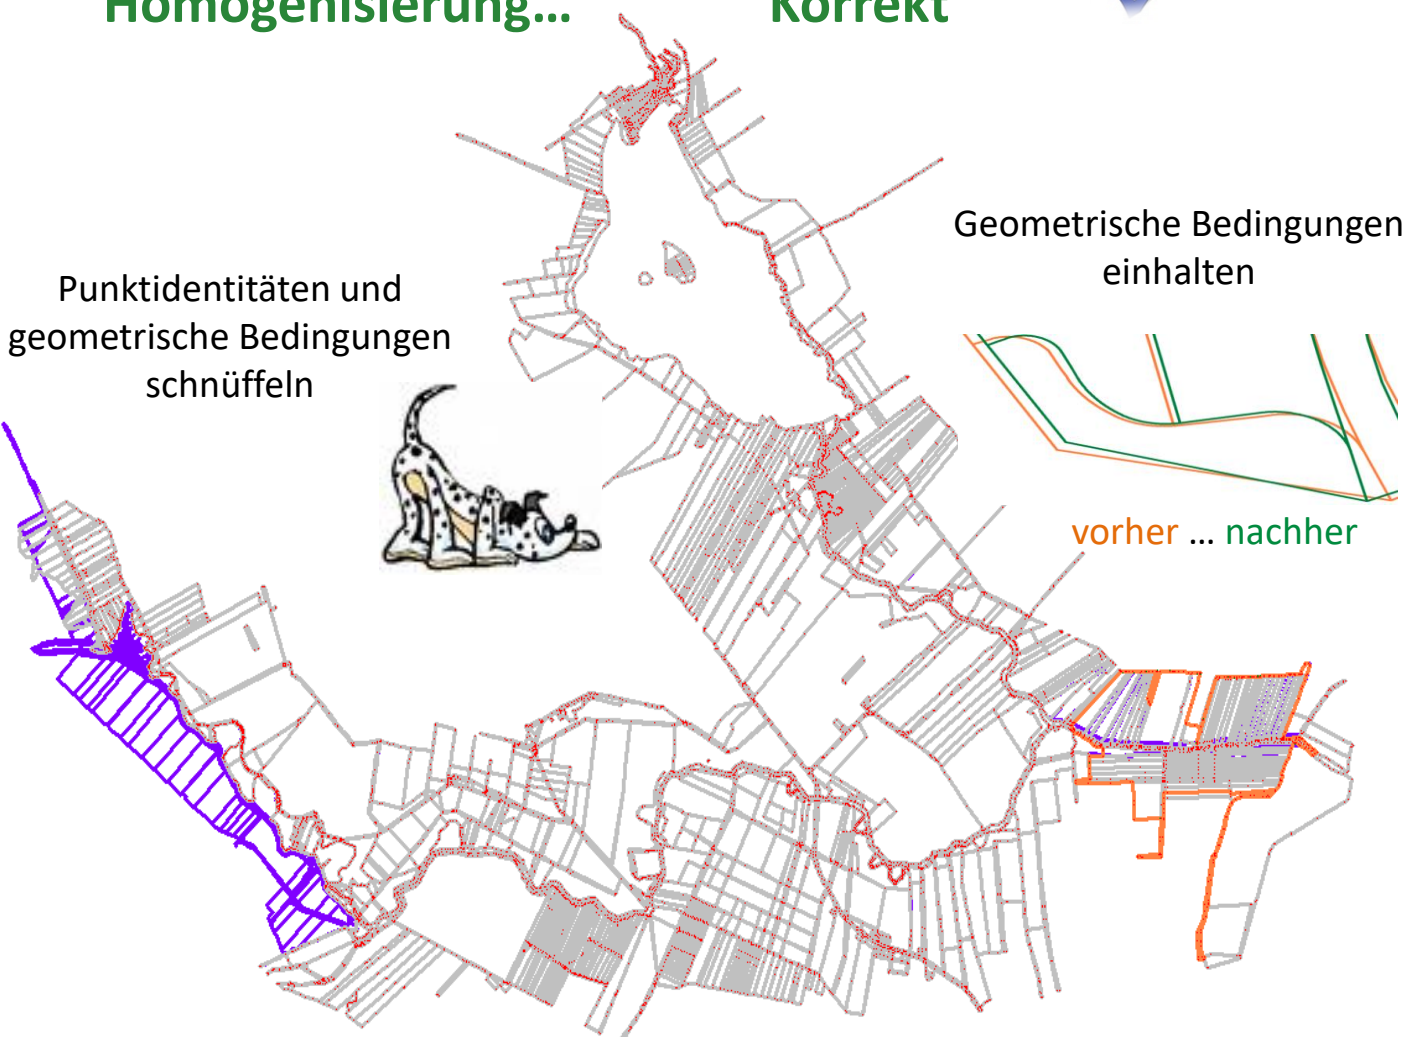 Homogenisierung... Korrekt
Geometrische Bedingungen
einhalten
Punktidentitäten und
geometrische Bedingungen
schnüffeln
vorher ... nachher